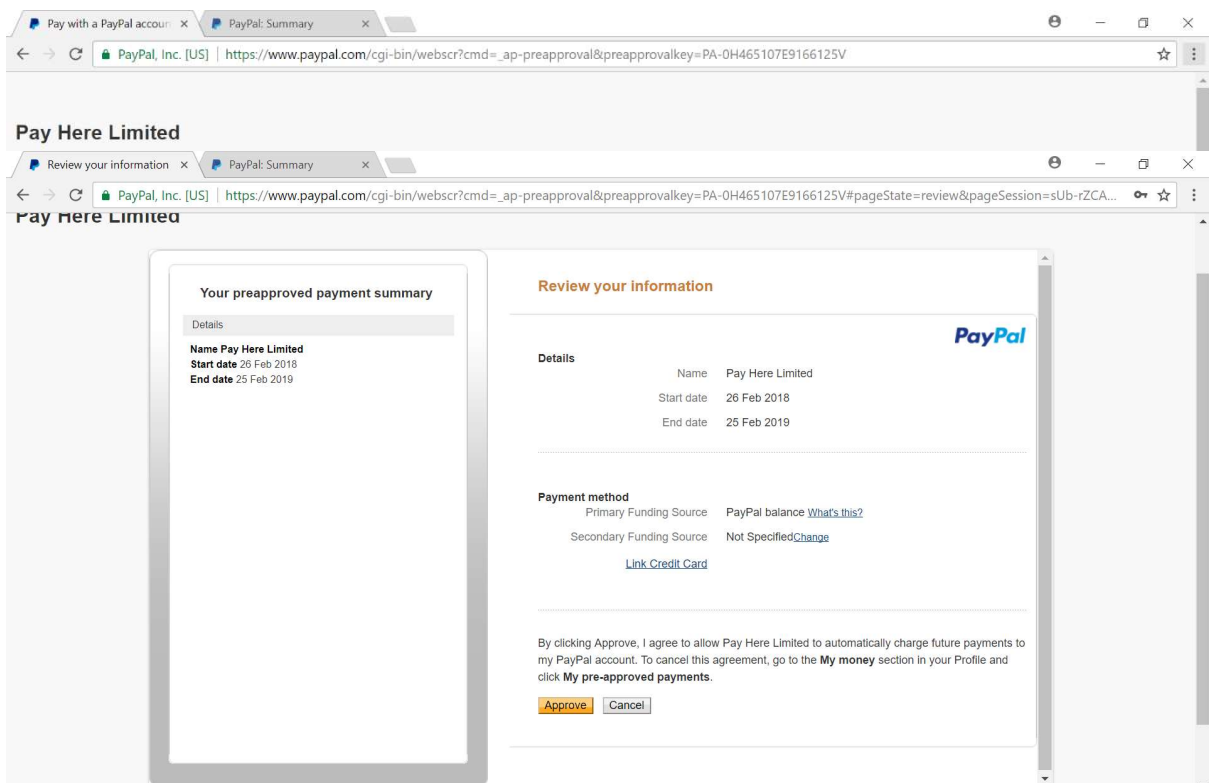 Pay with a PayPal accoun
PayPal: Summary
PayPal, Inc. [US] | https://www.paypal.com/cgi-bin/webscr?cmd=_ap-preapproval&preapprovalkey=PA-0H465107E9166125V
Pay Here Limited
Review your information
PayPal: Summary
PayPal, Inc. [US] | https://www.paypal.com/cgi-bin/webscr?cmd=_ap-preapproval&preapprovalkey=PA-0H465107E9166125V#pageState=review&pageSession=sUb-rZCA...
Pay Here Limited
Your preapproved payment summary
Details
Name Pay Here Limited
Start date 26 Feb 2018
End date 25 Feb 2019
Review your information
PayPal
Details
Name Pay Here Limited
Start date 26 Feb 2018
End date 25 Feb 2019
Payment method
Primary Funding Source PayPal balance What's this?
Secondary Funding Source Not SpecifiedChange
Link Credit Card
By clicking Approve, I agree to allow Pay Here Limited to automatically charge future payments to
my PayPal account. To cancel this agreement, go to the My money section in your Profile and
click My pre-approved payments.
Approve Cancel